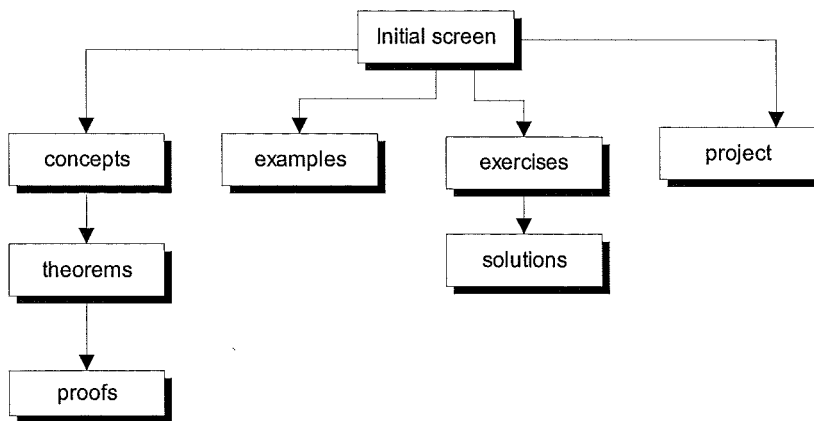 Initial screen
concepts
examples
exercises
project
theorems
solutions
proofs